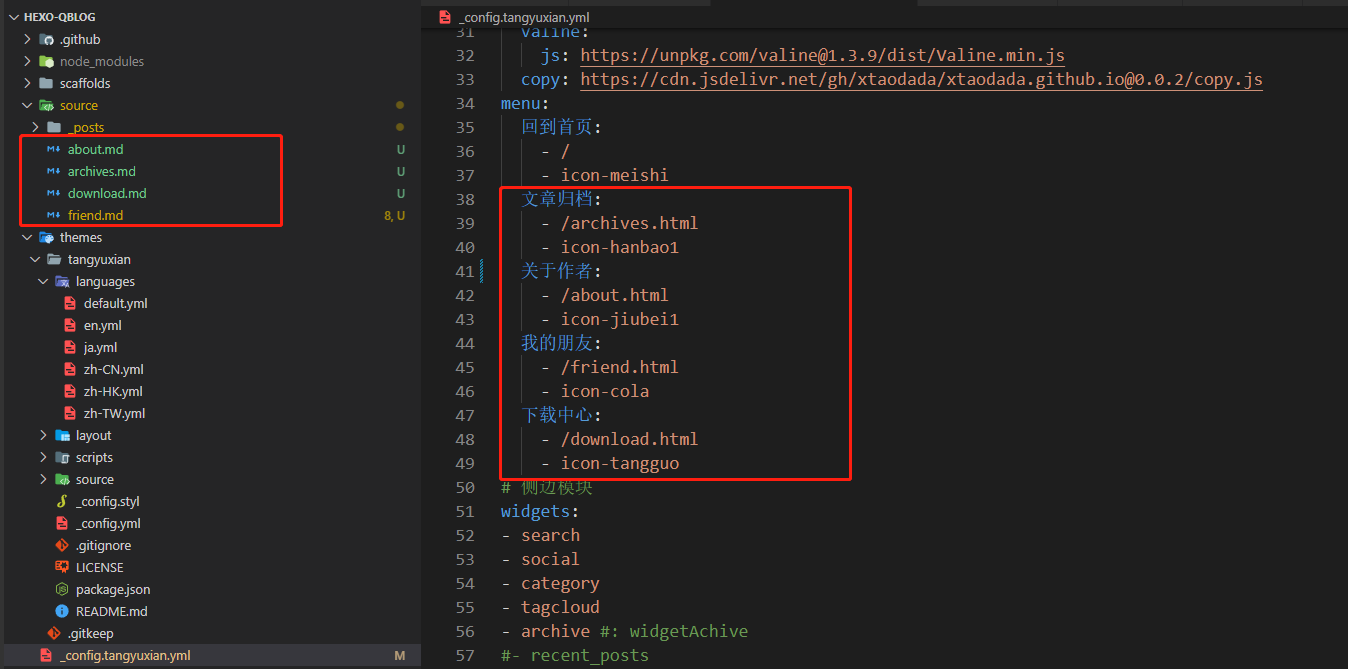 HEXO-QBLOG
.github
node_modules
scaffolds
source
_posts
about.md U
archives.md U
download.md U
friend.md 8, U
themes
tangyuxian
languages
default.yml
en.yml
ja.yml
zh-CN.yml
zh-HK.yml
zh-TW.yml
layout
scripts
source
_config.styl
_config.yml
.gitignore
LICENSE
package.json
README.md
.gitkeep
_config.tangyuxian.yml M
_config.tangyuxian.yml
31 valine:
32 js: https://unpkg.com/valine@1.3.9/dist/Valine.min.js
33 copy: https://cdn.jsdelivr.net/gh/xtaodada/xtaodada.github.io@0.0.2/copy.js
34 menu:
35 回到首页:
36 - /
37 - icon-meishi
38 文章归档:
39 - /archives.html
40 - icon-hanbao1
41 关于作者:
42 - /about.html
43 - icon-jiubei1
44 我的朋友:
45 - /friend.html
46 - icon-cola
47 下载中心:
48 - /download.html
49 - icon-tangguo
50 # 侧边模块
51 widgets:
52 - search
53 - social
54 - category
55 - tagcloud
56 - archive #: widgetAchive
57 #- recent_posts